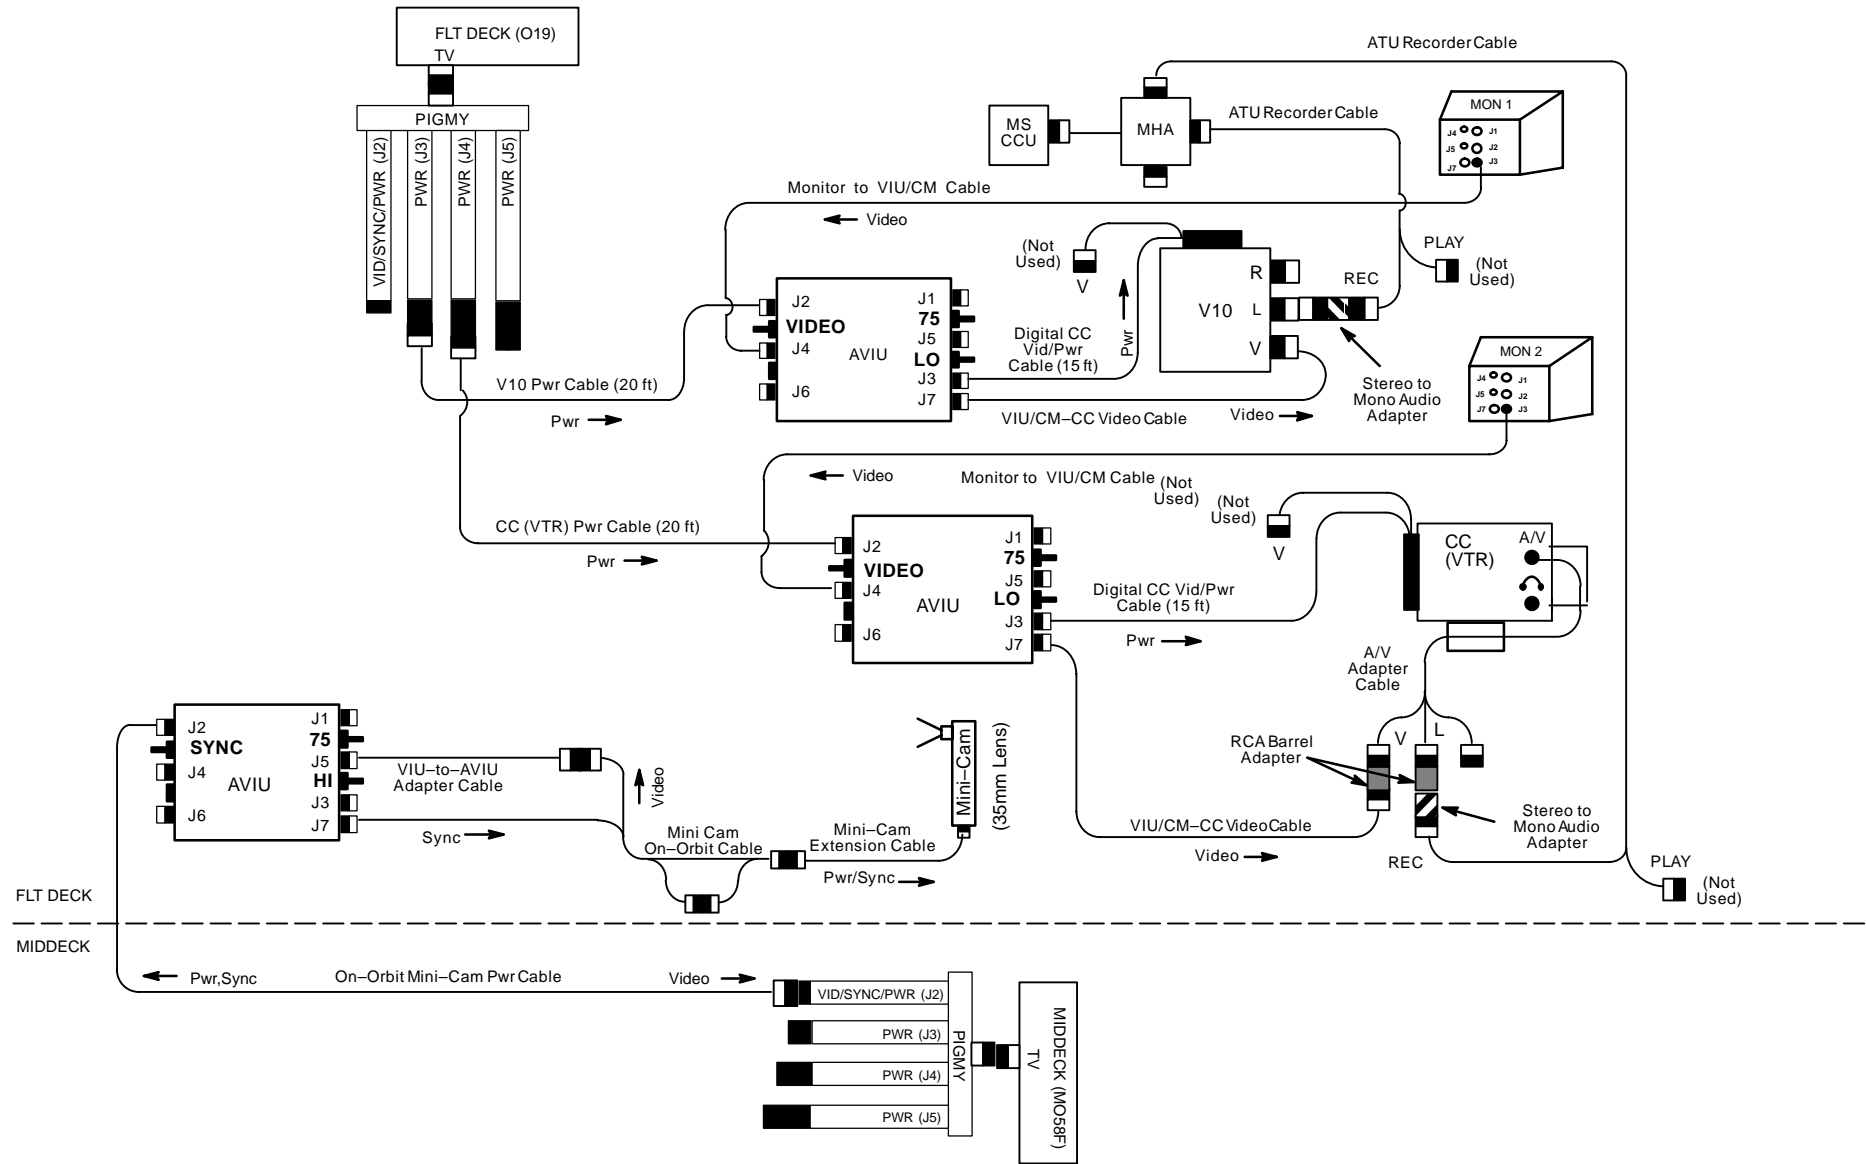 FLT DECK (O19)
TV
PIGMY
VID/SYNC/PWR (J2)
PWR (J3)
PWR (J4)
PWR (J5)
ATU Recorder Cable
MS
CCU
MHA
ATU Recorder Cable
MON 1
J4 J1
J5 J2
J7 J3
Monitor to VIU/CM Cable
Video
(Not
Used)
V
PLAY
(Not
Used)
R
REC
V10 L
V
Pwr
Digital CC
Vid/Pwr
Cable (15 ft)
Stereo to
Mono Audio
Adapter
J2
VIDEO
J4
AVIU
J6
J1
75
J5
LO
J3
J7
V10 Pwr Cable (20 ft)
Pwr
VIU/CM–CC Video Cable
Video
MON 2
J4 J1
J5 J2
J7 J3
Video
Monitor to VIU/CM Cable
(Not
Used)
(Not
Used)
V
CC (VTR) Pwr Cable (20 ft)
Pwr
J2
VIDEO
J4
AVIU
J6
J1
75
J5
LO
J3
J7
Digital CC Vid/Pwr
Cable (15 ft)
Pwr
CC
(VTR)
A/V
A/V
Adapter
Cable
V
L
RCA Barrel
Adapter
Stereo to
Mono Audio
Adapter
VIU/CM–CC Video Cable
Video
REC
PLAY
(Not
Used)
J2
SYNC
J4
AVIU
J6
J1
75
J5
HI
J3
J7
VIU–to–AVIU
Adapter Cable
Sync
Video
Mini Cam
On–Orbit Cable
Mini–Cam
Extension Cable
Pwr/Sync
Mini–Cam
(35mm Lens)
FLT DECK
MIDDECK
Pwr,Sync
On–Orbit Mini–Cam Pwr Cable
Video
VID/SYNC/PWR (J2)
PWR (J3)
PWR (J4)
PWR (J5)
PIGMY
TV
MIDDECK (MO58F)